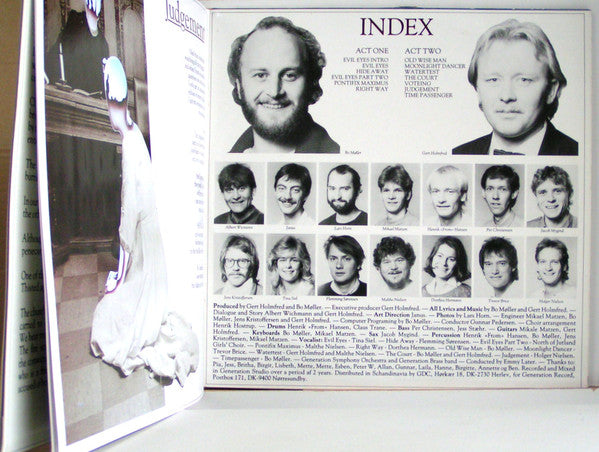 Judgement
INDEX
ACT ONE
EVIL EYES INTRO
EVIL EYES
HIDE AWAY
EVIL EYES PART TWO
PONTIFIX MAXIMUS
RIGHT WAY
ACT TWO
OLD WISE MAN
MOONLIGHT DANCER
WATERTEST
THE COURT
VOTEING
JUDGEMENT
TIME PASSENGER
Bo Møller
Gert Holmfred
Albert Wichmann
Janus
Lars Horn
Mikael Matzen
Henrik »From« Hansen
Per Christensen
Jacob Mygind
Jens Kristoffersen
Tina Siel
Flemming Sørensen
Malthe Nielsen
Dorthea Hermann
Trevor Brice
Holger Nielsen
Produced by Gert Holmfred and Bo Møller. — Executive producer Gert Holmfred. — All Lyrics and Music by Bo Møller and Gert Holmfred. —
Dialogue and Story Albert Wichmann and Gert Holmfred. — Art Direction Janus. — Photos by Lars Horn. — Engineer Mikael Matzen, Bo
Møller, Jens Kristoffersen and Gert Holmfred. — Computer Programing by Bo Møller. — Conductor Gunnar Pedersen. — Choir arrangement
Henrik Hostrup. — Drums Henrik »From« Hansen, Claus Trane. — Bass Per Christensen, Jess Stæhr. — Guitars Mikale Matzen, Gert
Holmfred. — Keyboards Bo Møller, Mikael Matzen. — Sax Jacob Mygind. — Percussion Henrik »From« Hansen, Gert Holmfred, Bo Møller, Jens
Kristoffersen, Mikael Matzen. — Vocalist: Evil Eyes - Tina Siel. — Hide Away - Flemming Sørensen. — Evil Eyes Part Two - North of Jutland
Girls' Choir. — Pontifix Maximus - Malthe Nielsen. — Right Way - Dorthea Hermann. — Old Wise Man - Bo Møller. — Moonlight Dancer -
Trevor Brice. — Watertest - Gert Holmfred and Malthe Nielsen. — The Court - Bo Møller and Gert Holmfred. — Judgement - Holger Nielsen.
— Timepassenger - Generation Symphony Orchestra and Generation Brass band — Conducted by Emmy Later. — Thanks to:
Pia, Jess, Britha, Birgir, Lisbeth, Mette, Mette, Esben, Peter W. Allan, Gunnar, Laila, Hanne, Birgitte, Annette og Ben. Recorded and Mixed
in Generation Studio over a period of 2 years. Distributed in Schandinavia by GDC, Hørkær 18, DK-2730 Herlev, for Generation Record,
Postbox 171, DK-9400 Nørresundby.